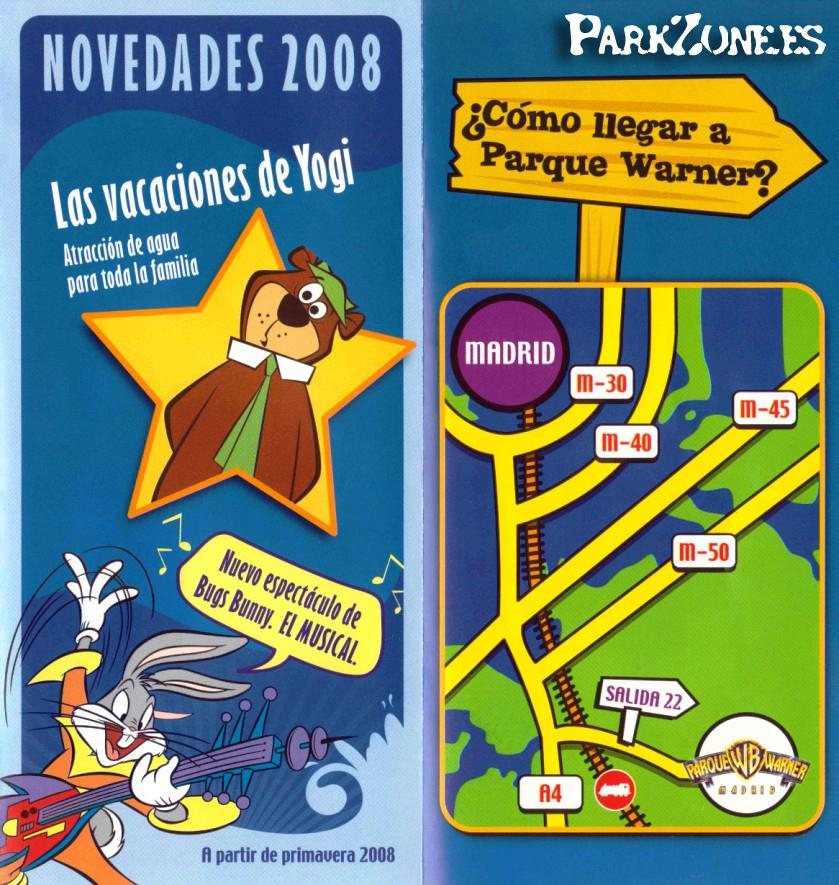 NOVEDADES 2008
Las vacaciones de Yogi
Atracción de agua
para toda la familia
Nuevo espectáculo de
Bugs Bunny. EL MUSICAL.
A partir de primavera 2008
PARKZONE.ES
¿Cómo llegar a
Parque Warner?
MADRID
M-30
M-40
M-45
M-50
SALIDA 22
PARQUE WB WARNER
MADRID
A4